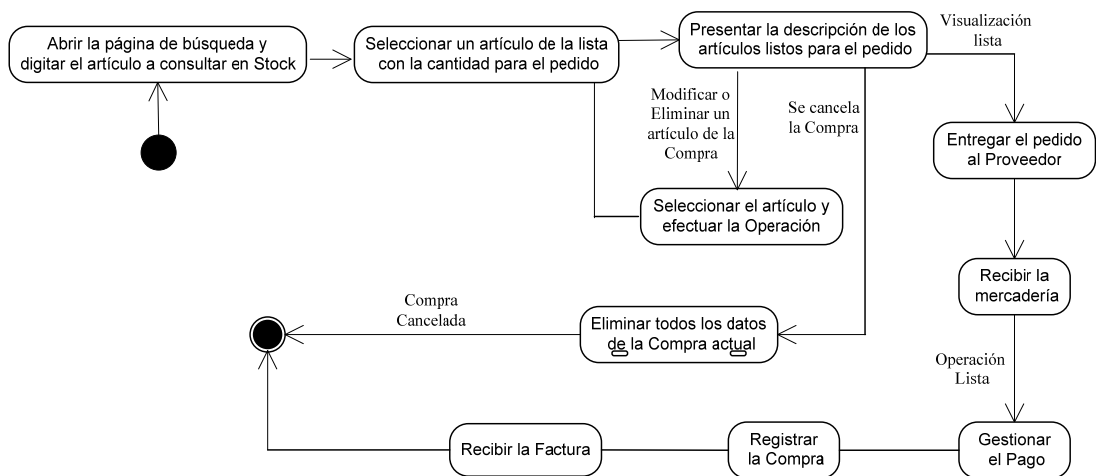 Abrir la página de búsqueda y
digitar el artículo a consultar en Stock
Seleccionar un artículo de la lista
con la cantidad para el pedido
Presentar la descripción de los
artículos listos para el pedido
Visualización
lista
Modificar o
Eliminar un
artículo de la
Compra
Se cancela
la Compra
Entregar el pedido
al Proveedor
Seleccionar el artículo y
efectuar la Operación
Recibir la
mercadería
Compra
Cancelada
Eliminar todos los datos
de la Compra actual
Operación
Lista
Recibir la Factura
Registrar
la Compra
Gestionar
el Pago